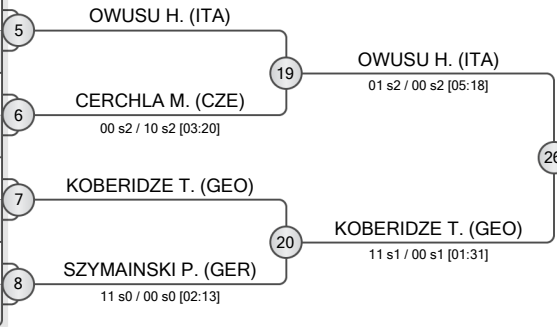 OWUSU H. (ITA)
5
OWUSU H. (ITA)
19
01 s2 / 00 s2 [05:18]
CERCHLA M. (CZE)
6
00 s2 / 10 s2 [03:20]
26
KOBERIDZE T. (GEO)
7
KOBERIDZE T. (GEO)
20
11 s1 / 00 s1 [01:31]
SZYMAINSKI P. (GER)
8
11 s0 / 00 s0 [02:13]